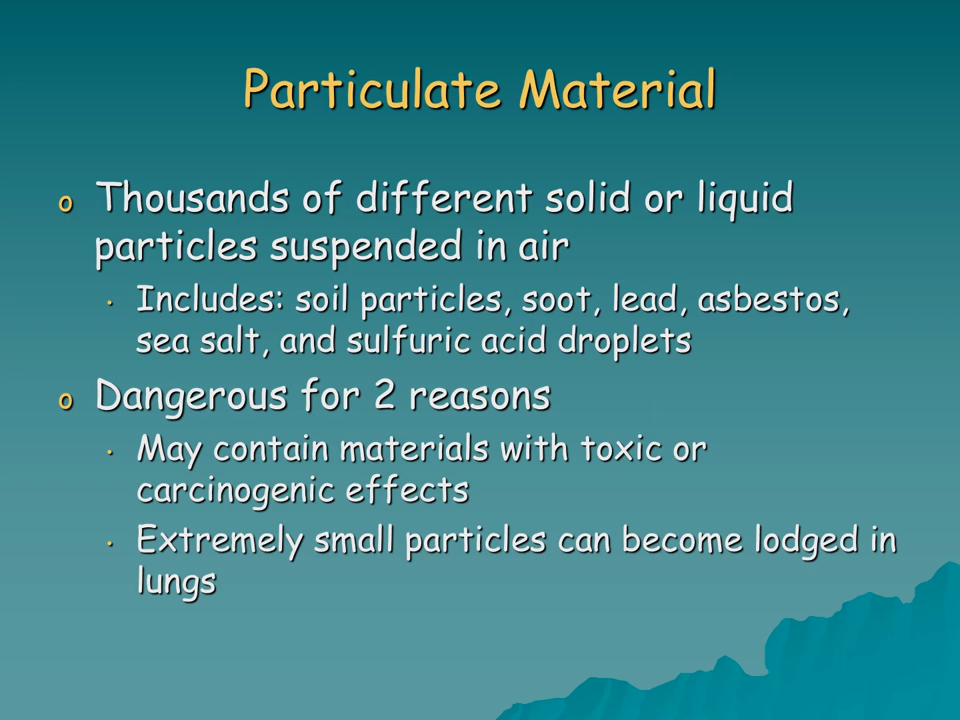 Particulate Material
o Thousands of different solid or liquid
particles suspended in air
• Includes: soil particles, soot, lead, asbestos,
sea salt, and sulfuric acid droplets
o Dangerous for 2 reasons
• May contain materials with toxic or
carcinogenic effects
• Extremely small particles can become lodged in
lungs